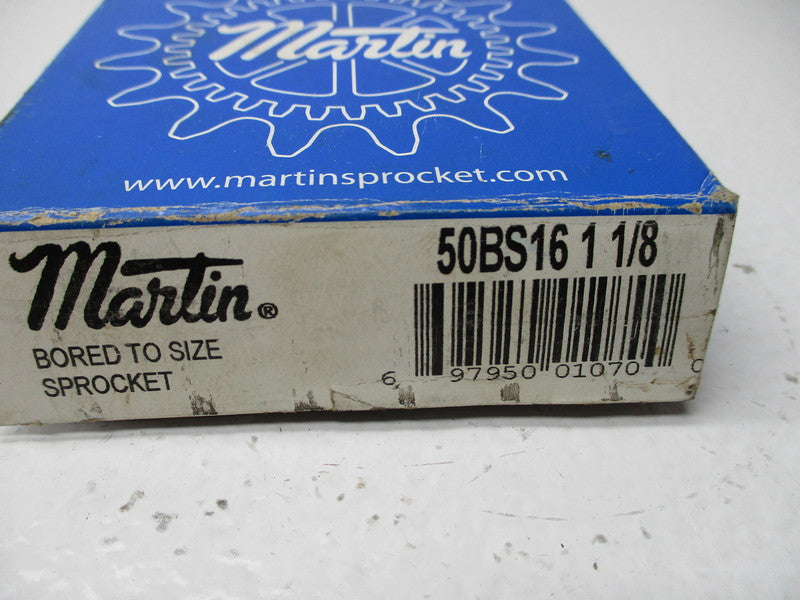 Martin
www.martinsprocket.com
Martin®
BORED TO SIZE
SPROCKET
50BS16 1 1/8
6 97950 01070 0